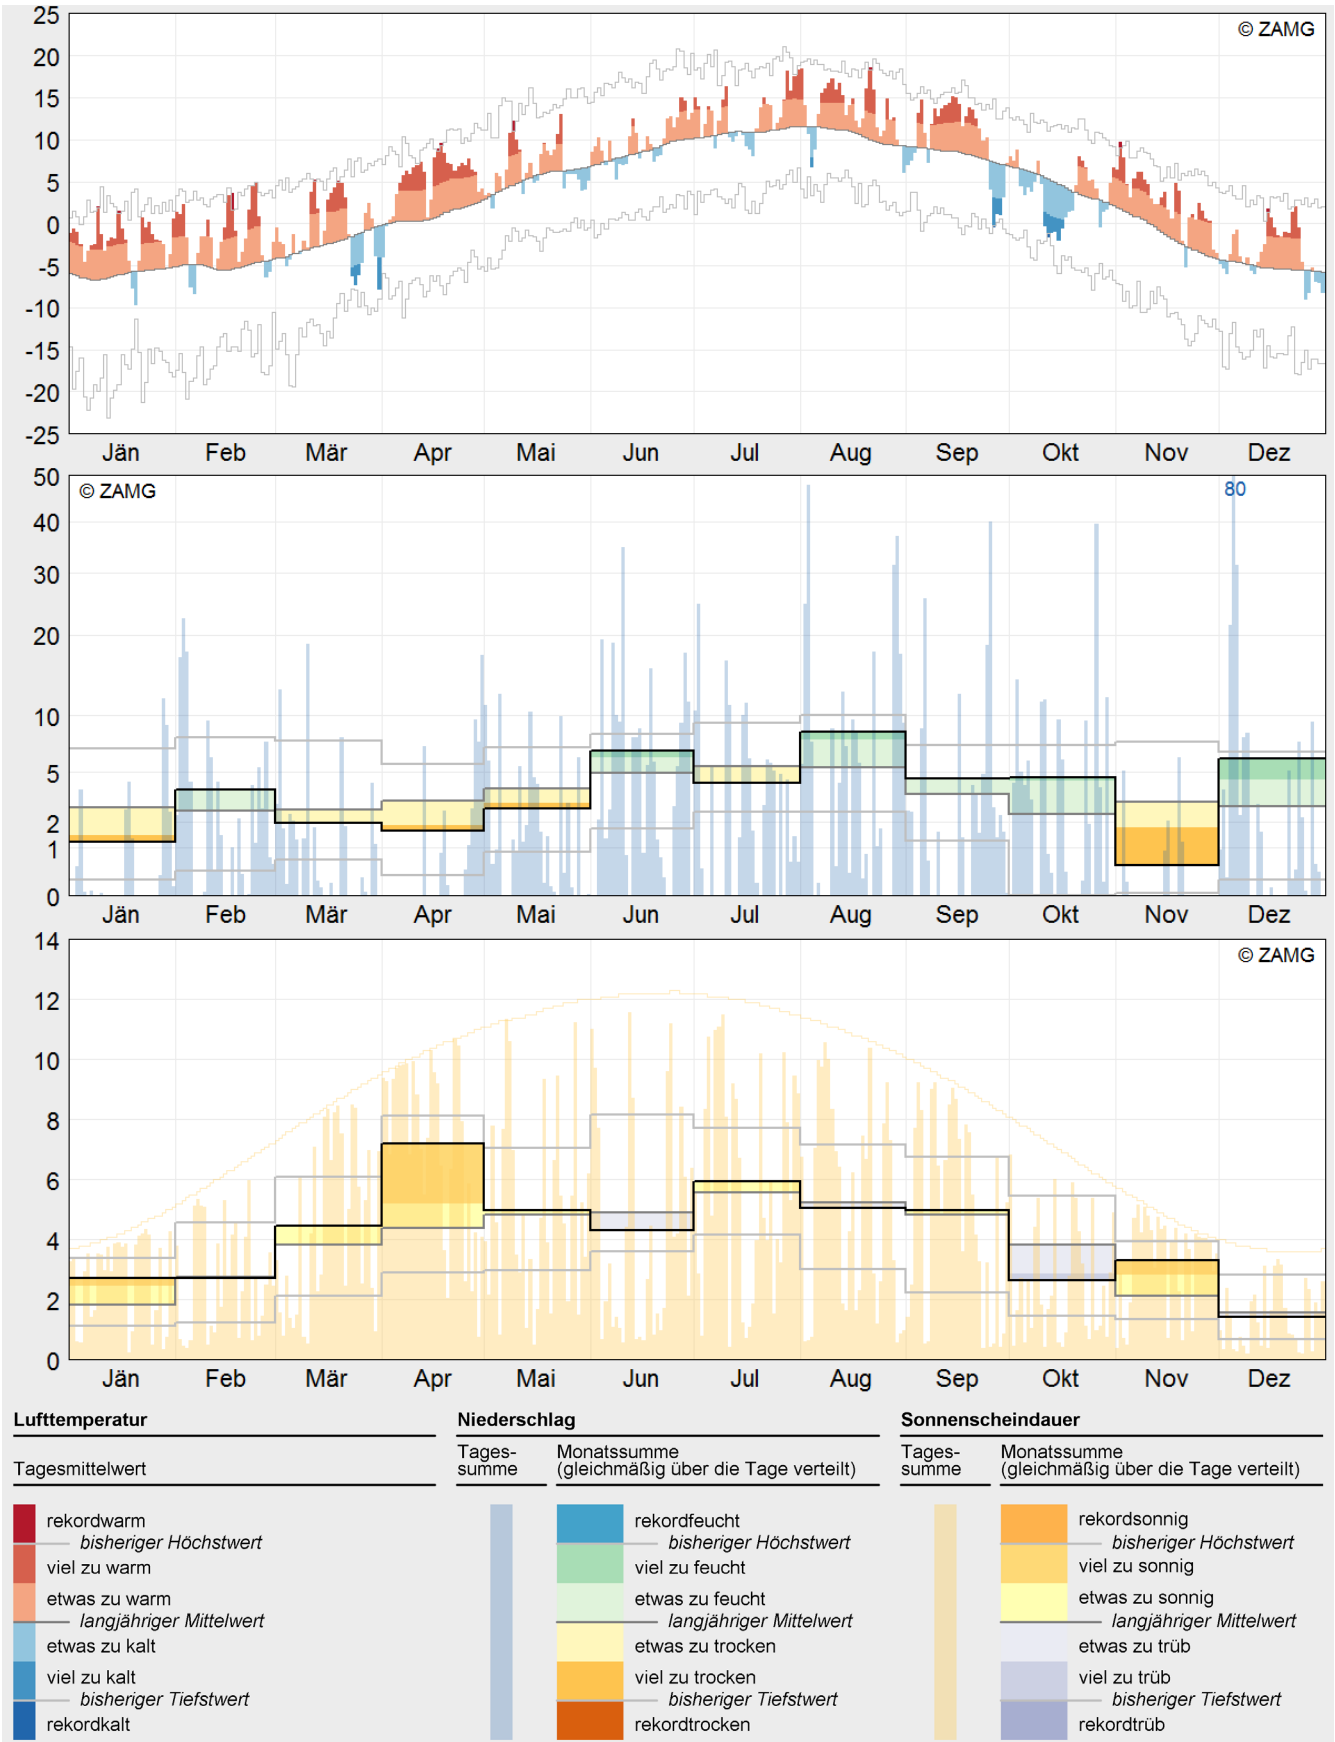 25
© ZAMG
20
15
10
5
0
-5
-10
-15
-20
-25
Jän Feb Mär Apr Mai Jun Jul Aug Sep Okt Nov Dez
50
© ZAMG
80
40
30
20
10
5
2
1
0
Jän Feb Mär Apr Mai Jun Jul Aug Sep Okt Nov Dez
14
© ZAMG
12
10
8
6
4
2
0
Jän Feb Mär Apr Mai Jun Jul Aug Sep Okt Nov Dez
Lufttemperatur
Tagesmittelwert
rekordwarm
bisheriger Höchstwert
viel zu warm
etwas zu warm
langjähriger Mittelwert
etwas zu kalt
viel zu kalt
bisheriger Tiefstwert
rekordkalt
Niederschlag
Tages-
summe
Monatssumme
(gleichmäßig über die Tage verteilt)
rekordfeucht
bisheriger Höchstwert
viel zu feucht
etwas zu feucht
langjähriger Mittelwert
etwas zu trocken
viel zu trocken
bisheriger Tiefstwert
rekordtrocken
Sonnenscheindauer
Tages-
summe
Monatssumme
(gleichmäßig über die Tage verteilt)
rekordsonnig
bisheriger Höchstwert
viel zu sonnig
etwas zu sonnig
langjähriger Mittelwert
etwas zu trüb
viel zu trüb
bisheriger Tiefstwert
rekordtrüb